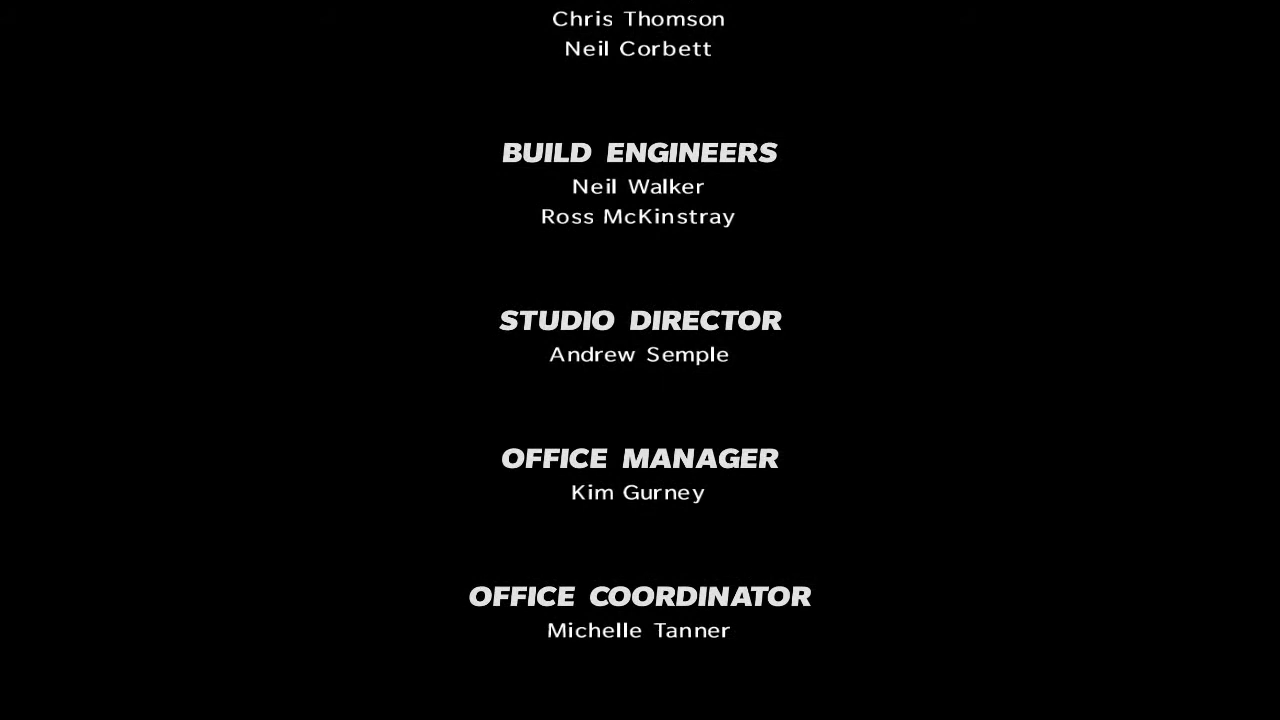 Chris Thomson
Neil Corbett
BUILD ENGINEERS
Neil Walker
Ross McKinstray
STUDIO DIRECTOR
Andrew Semple
OFFICE MANAGER
Kim Gurney
OFFICE COORDINATOR
Michelle Tanner